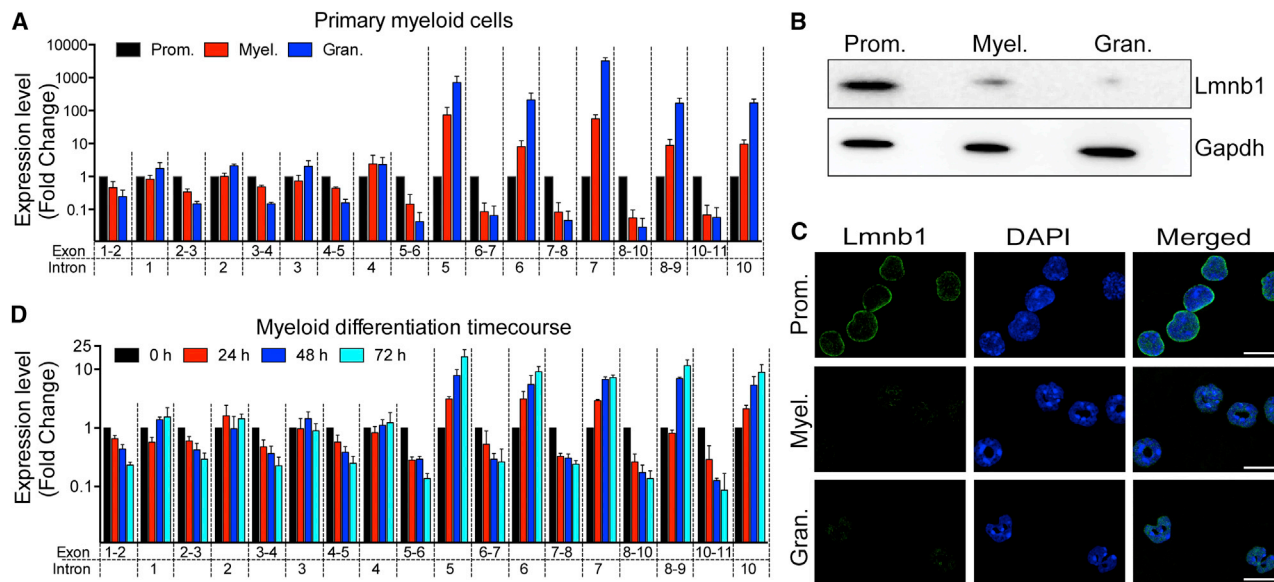 A
Primary myeloid cells
Prom. Myel. Gran.
Expression level
(Fold Change)
10000
1000
100
10
1
0.1
Exon 1-2 2-3 3-4 4-5 5-6 6-7 7-8 8-10 10-11
Intron 1 2 3 4 5 6 7 8-9 10
B
Prom. Myel. Gran.
Lmnb1
Gapdh
C
Lmnb1 DAPI Merged
Prom.
Myel.
Gran.
D
Myeloid differentiation timecourse
0 h 24 h 48 h 72 h
Expression level
(Fold Change)
25
10
1
0.1
Exon 1-2 2-3 3-4 4-5 5-6 6-7 7-8 8-10 10-11
Intron 1 2 3 4 5 6 7 8-9 10